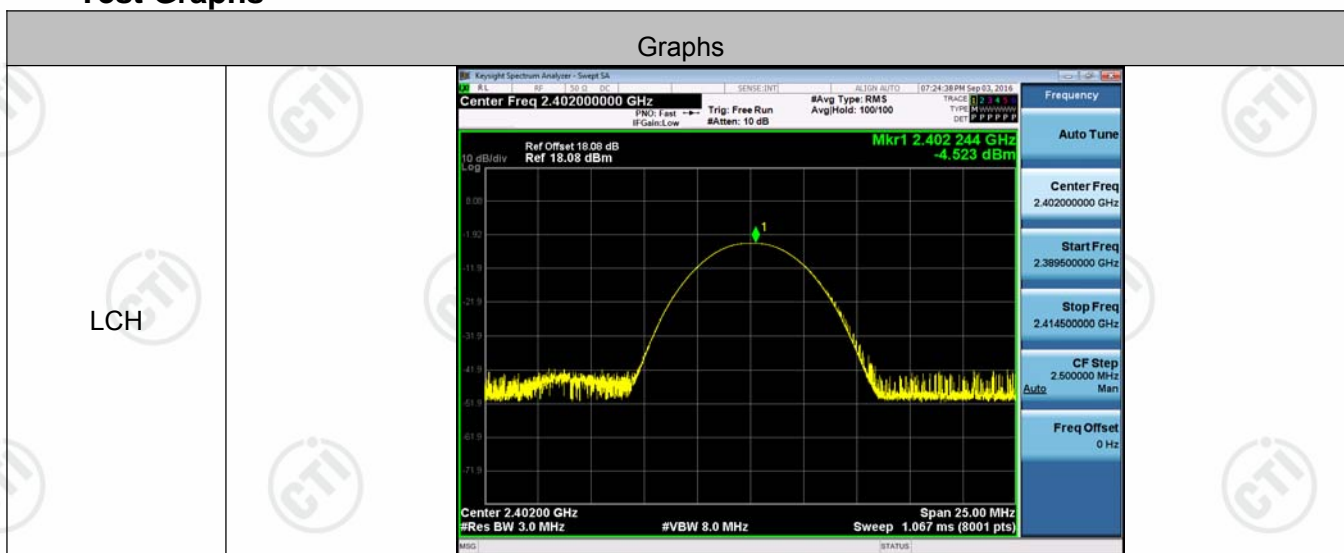 Test Graphs
Graphs
LCH
Keysight Spectrum Analyzer - Swept SA
RL RF 50 Ω DC SENSE:INT ALIGN AUTO 07:24:38 PM Sep 03, 2016
Center Freq 2.402000000 GHz
PNO: Fast
IFGain:Low
Trig: Free Run
#Atten: 10 dB
#Avg Type: RMS
Avg|Hold: 100/100
TRACE 1 2 3 4 5 6
TYPE M WWWWW
DET P P P P P P
Ref Offset 18.08 dB
10 dB/div Ref 18.08 dBm
Log
Mkr1 2.402 244 GHz
-4.523 dBm
8.08
-1.92
-11.9
-21.9
-31.9
-41.9
-51.9
-61.9
-71.9
1
Center 2.40200 GHz
#Res BW 3.0 MHz
#VBW 8.0 MHz
Span 25.00 MHz
Sweep 1.067 ms (8001 pts)
MSG
STATUS
Frequency
Auto Tune
Center Freq
2.402000000 GHz
Start Freq
2.389500000 GHz
Stop Freq
2.414500000 GHz
CF Step
2.500000 MHz
Auto Man
Freq Offset
0 Hz
CTI
CTI
CTI
CTI
CTI